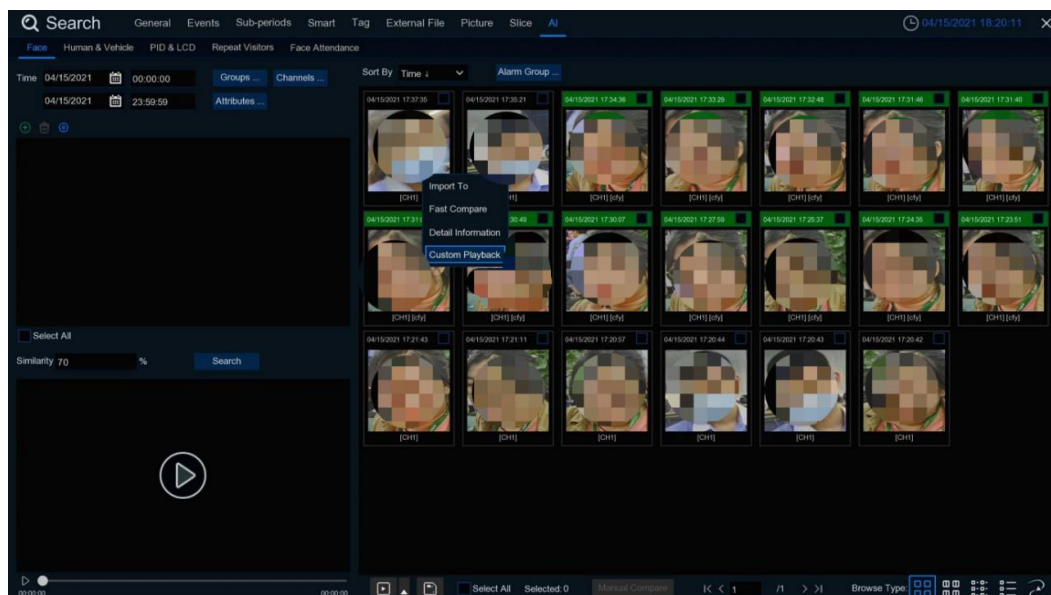 Search General Events Sub-periods Smart Tag External File Picture Slice AI 04/15/2021 18:20:11
Face Human & Vehicle PID & LCD Repeat Visitors Face Attendance
Time 04/15/2021 00:00:00 Groups ... Channels ...
04/15/2021 23:59:59 Attributes ...
Select All
Similarity 70 % Search
00:00:00 00:00:00
Sort By Time ↓ Alarm Group ...
04/15/2021 17:37:35 04/15/2021 17:35:21 04/15/2021 17:34:36 04/15/2021 17:33:29 04/15/2021 17:32:48 04/15/2021 17:31:46 04/15/2021 17:31:40
[CH1] [CH1] [cfy] [CH1] [cfy] [CH1] [cfy] [CH1] [cfy] [CH1] [cfy]
Import To
Fast Compare
Detail Information
Custom Playback
04/15/2021 17:31 30:49 04/15/2021 17:30:07 04/15/2021 17:27:59 04/15/2021 17:25:37 04/15/2021 17:24:35 04/15/2021 17:23:51
[CH1] [cfy] [CH1] [cfy] [CH1] [cfy] [CH1] [cfy] [CH1] [cfy] [CH1] [cfy] [CH1] [cfy]
04/15/2021 17:21:43 04/15/2021 17:21:11 04/15/2021 17:20:57 04/15/2021 17:20:44 04/15/2021 17:20:43 04/15/2021 17:20:42
[CH1] [CH1] [CH1] [CH1] [CH1] [CH1]
Select All Selected: 0 Manual Compare 1 /1 Browse Type: